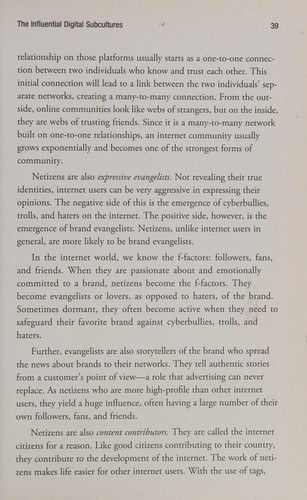 The Influential Digital Subcultures 39
relationship on those platforms usually starts as a one-to-one connec-
tion between two individuals who know and trust each other. This
initial connection will lead to a link between the two individuals' sep-
arate networks, creating a many-to-many connection. From the out-
side, online communities look like webs of strangers, but on the inside,
they are webs of trusting friends. Since it is a many-to-many network
built on one-to-one relationships, an internet community usually
grows exponentially and becomes one of the strongest forms of
community.
Netizens are also expressive evangelists. Not revealing their true
identities, internet users can be very aggressive in expressing their
opinions. The negative side of this is the emergence of cyberbullies,
trolls, and haters on the internet. The positive side, however, is the
emergence of brand evangelists. Netizens, unlike internet users in
general, are more likely to be brand evangelists.
In the internet world, we know the f-factors: followers, fans,
and friends. When they are passionate about and emotionally
committed to a brand, netizens become the f-factors. They
become evangelists or lovers, as opposed to haters, of the brand.
Sometimes dormant, they often become active when they need to
safeguard their favorite brand against cyberbullies, trolls, and
haters.
Further, evangelists are also storytellers of the brand who spread
the news about brands to their networks. They tell authentic stories
from a customer's point of view—a role that advertising can never
replace. As netizens who are more high-profile than other internet
users, they yield a huge influence, often having a large number of their
own followers, fans, and friends.
Netizens are also content contributors. They are called the internet
citizens for a reason. Like good citizens contributing to their country,
they contribute to the development of the internet. The work of neti-
zens makes life easier for other internet users. With the use of tags,